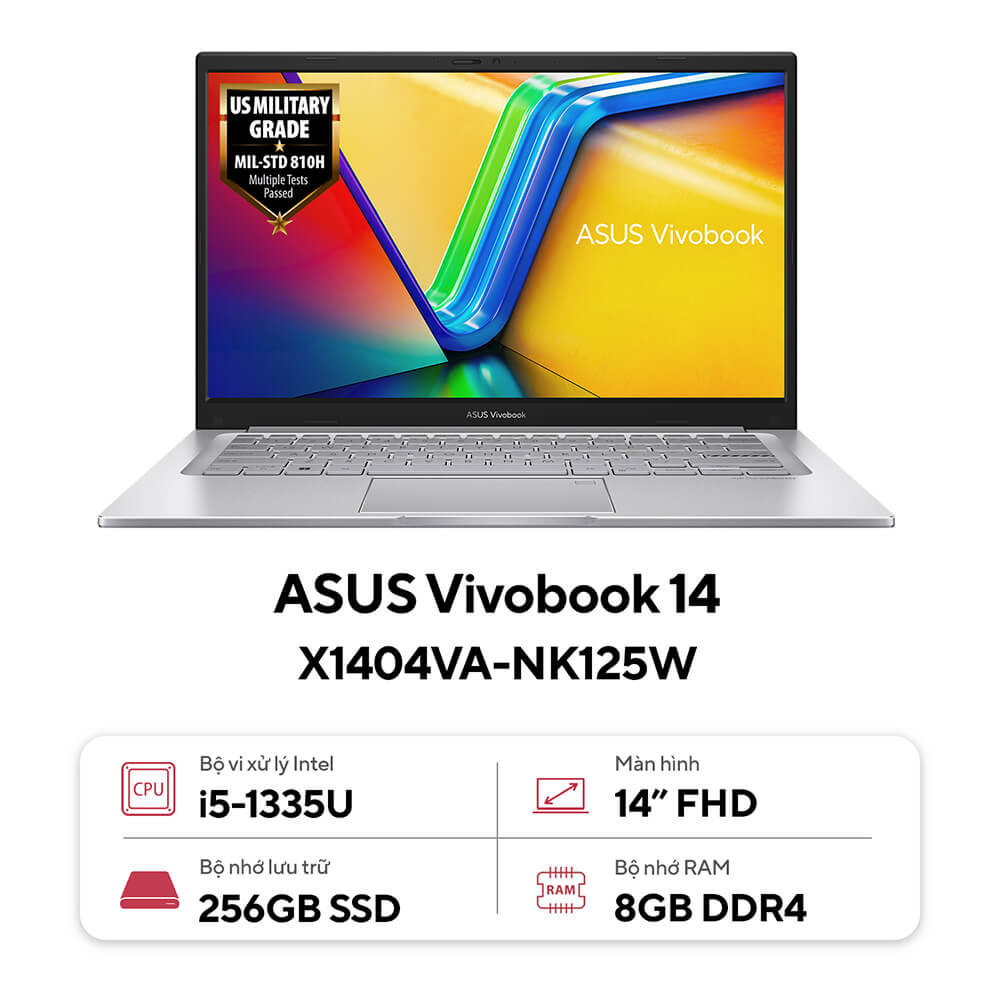 US MILITARY
GRADE
MIL-STD 810H
Multiple Tests
Passed
ASUS Vivobook
ASUS Vivobook
ASUS Vivobook 14
X1404VA-NK125W
CPU
Bộ vi xử lý Intel
i5-1335U
Màn hình
14” FHD
Bộ nhớ lưu trữ
256GB SSD
RAM
Bộ nhớ RAM
8GB DDR4